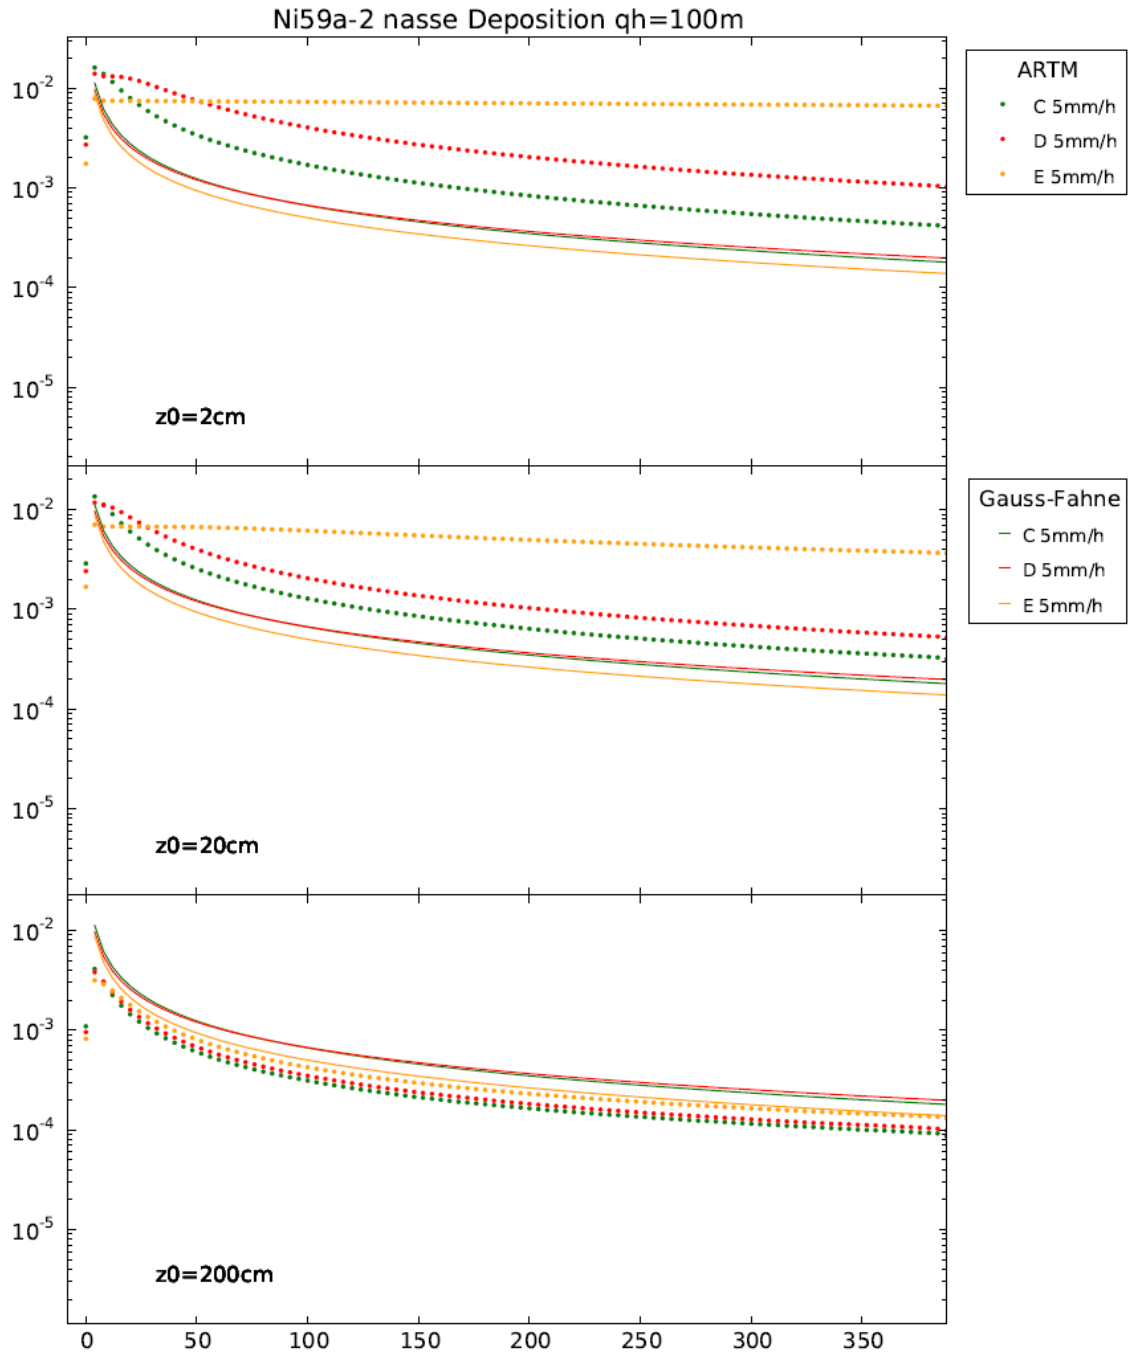 Ni59a-2 nasse Deposition qh=100m
10-2
10-3
10-4
10-5
z0=2cm
ARTM
C 5mm/h
D 5mm/h
E 5mm/h
10-2
10-3
10-4
10-5
z0=20cm
Gauss-Fahne
C 5mm/h
D 5mm/h
E 5mm/h
10-2
10-3
10-4
10-5
z0=200cm
0 50 100 150 200 250 300 350